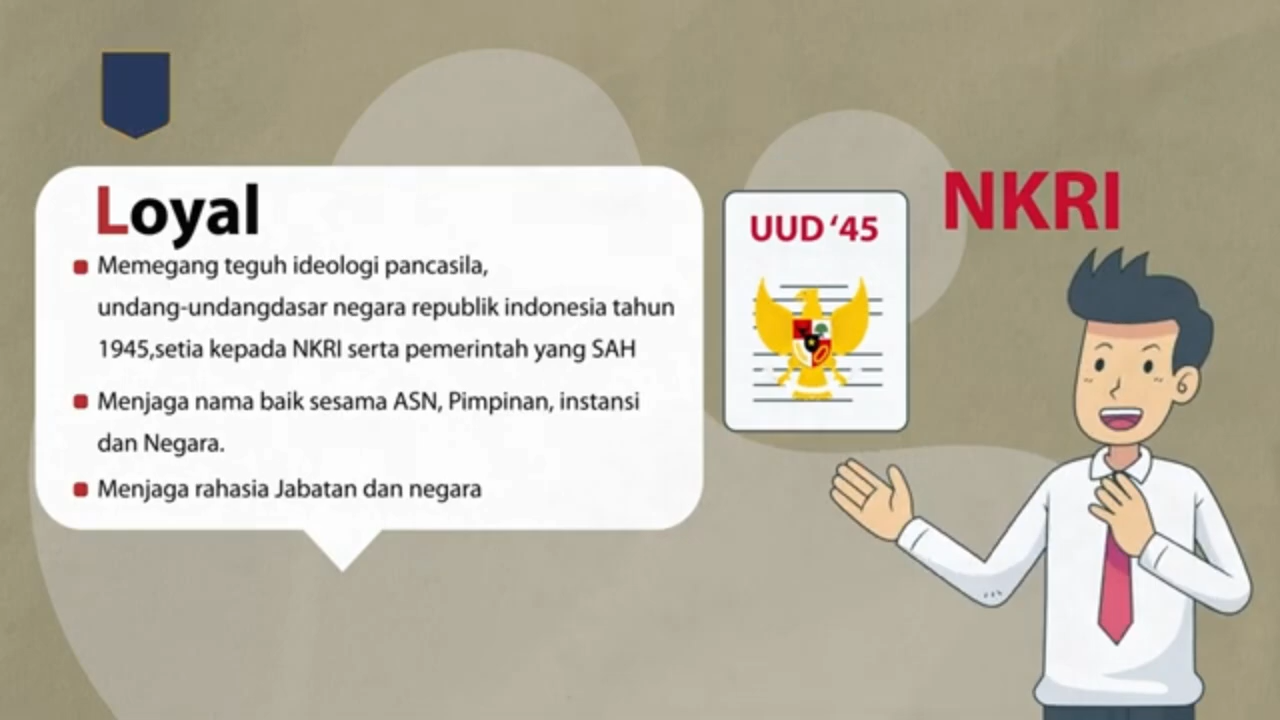 Loyal
Memegang teguh ideologi pancasila,
undang-undangdasar negara republik indonesia tahun
1945,setia kepada NKRI serta pemerintah yang SAH
Menjaga nama baik sesama ASN, Pimpinan, instansi
dan Negara.
Menjaga rahasia Jabatan dan negara
UUD ‘45
NKRI